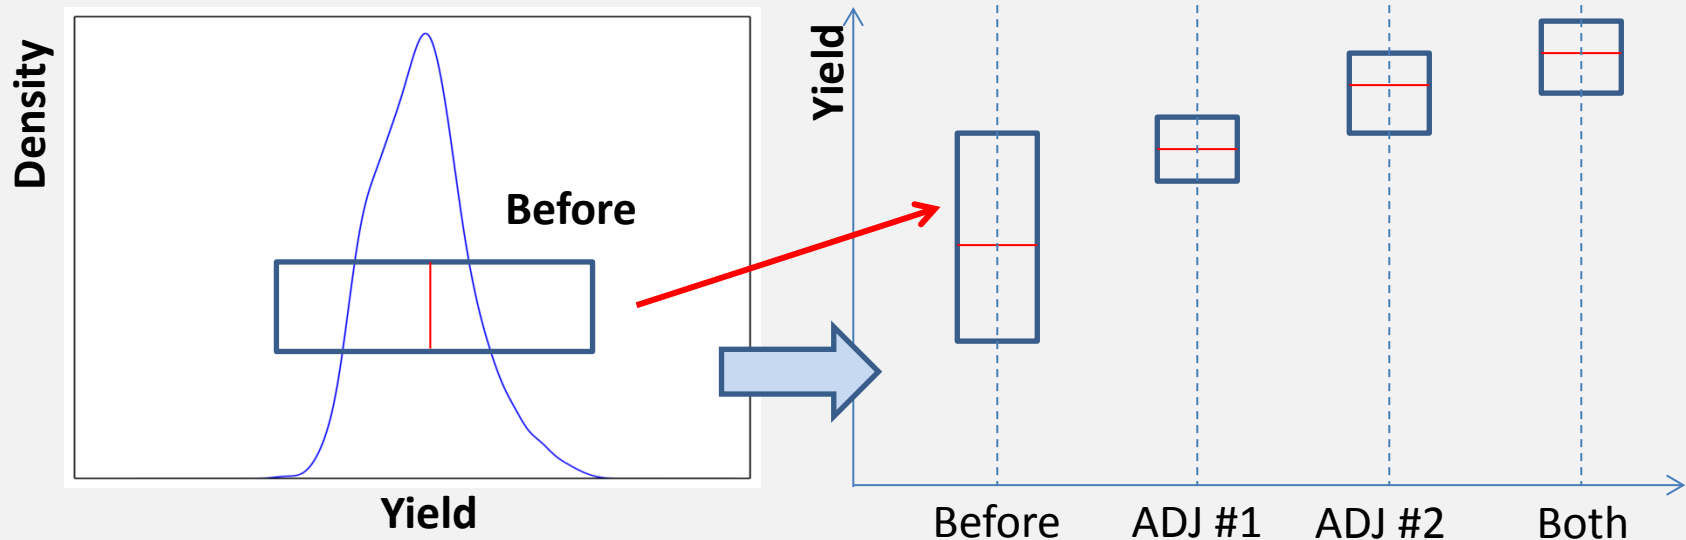 Density
Before
Yield
Yield
Before
ADJ #1
ADJ #2
Both